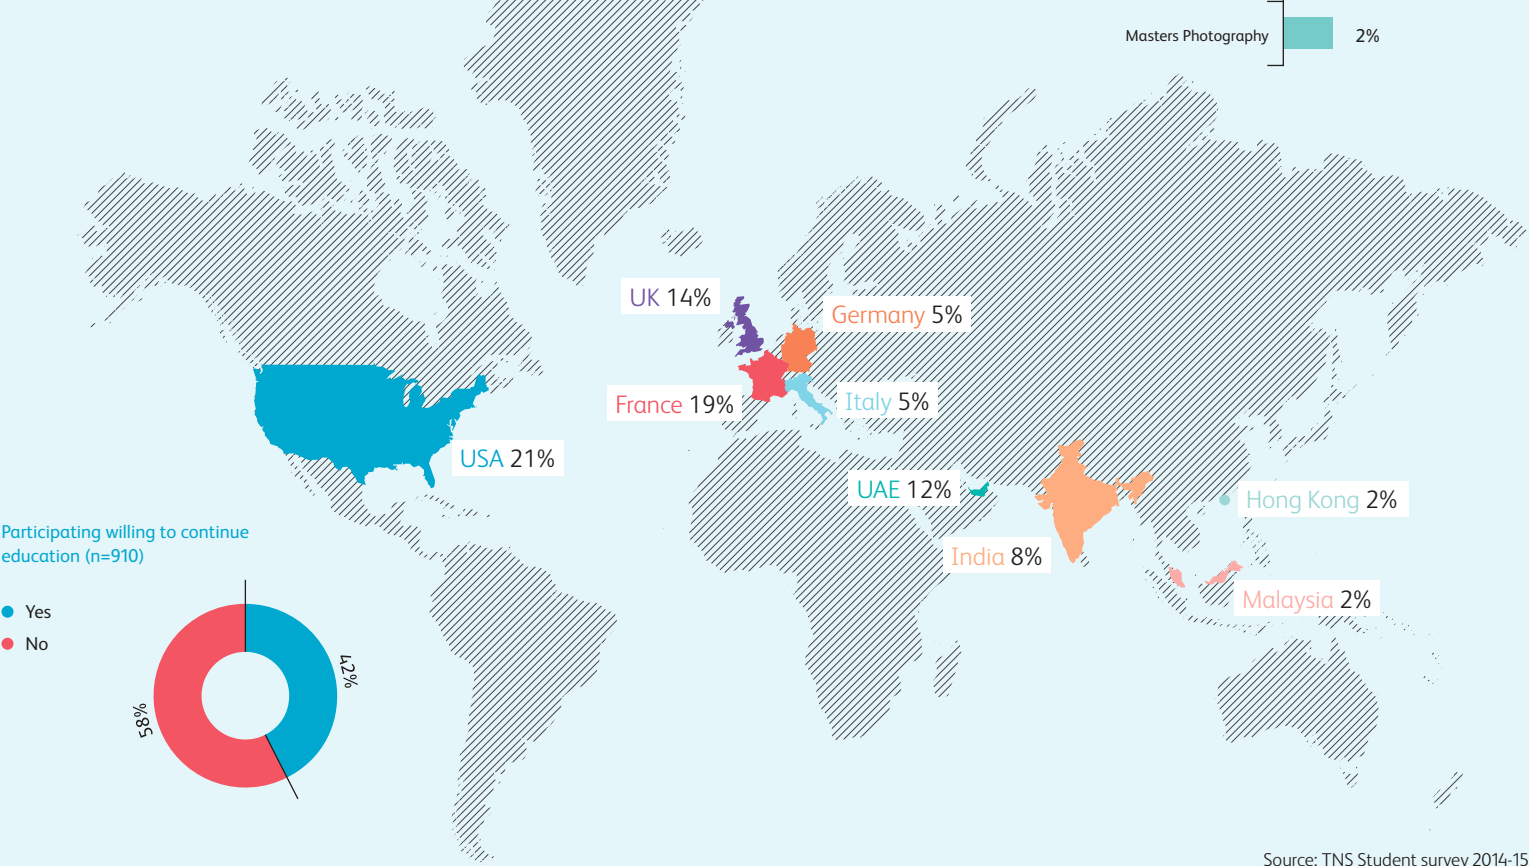 Masters Photography 2%
UK 14%
Germany 5%
France 19%
Italy 5%
USA 21%
UAE 12%
Hong Kong 2%
India 8%
Malaysia 2%
Participating willing to continue
education (n=910)
Yes
No
42%
58%
Source: TNS Student survey 2014-15